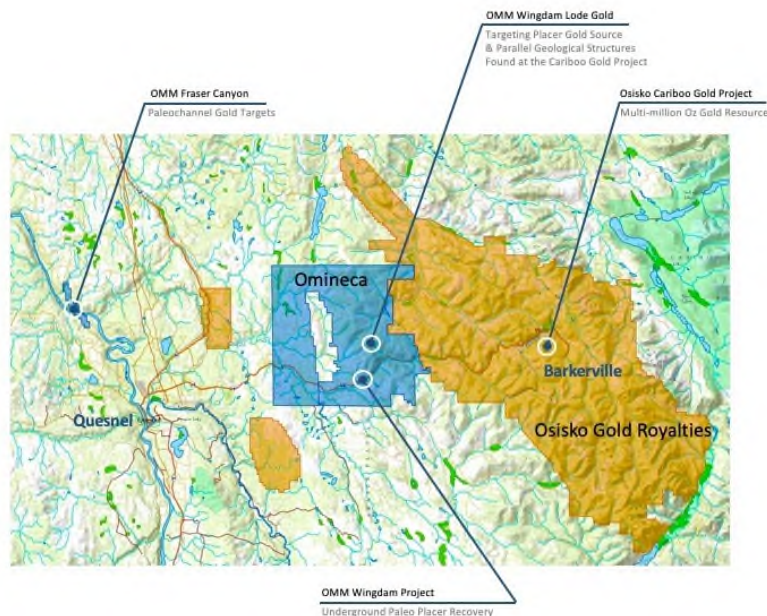 OMM Wingdam Lode Gold
Targeting Placer Gold Source
& Parallel Geological Structures
Found at the Cariboo Gold Project
OMM Fraser Canyon
Paleochannel Gold Targets
Osisko Cariboo Gold Project
Multi-million Oz Gold Resource
Omineca
Barkerville
Quesnel
Osisko Gold Royalties
OMM Wingdam Project
Underground Paleo Placer Recovery